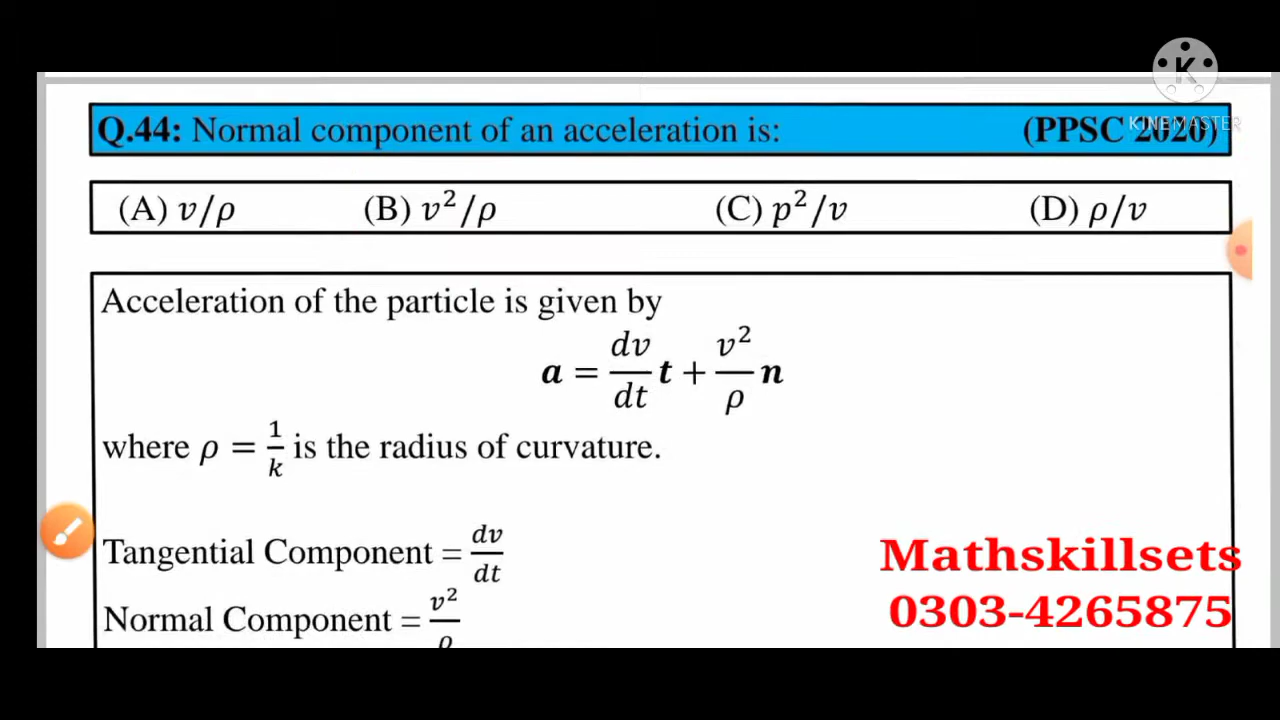 K
KINEMASTER
Q.44: Normal component of an acceleration is: (PPSC 2020)
(A) v/ρ (B) v²/ρ (C) p²/v (D) ρ/v
Acceleration of the particle is given by
a = dv/dt t + v²/ρ n
where ρ = 1/k is the radius of curvature.
Tangential Component = dv/dt
Mathskillsets
Normal Component = v²/ρ
0303-4265875